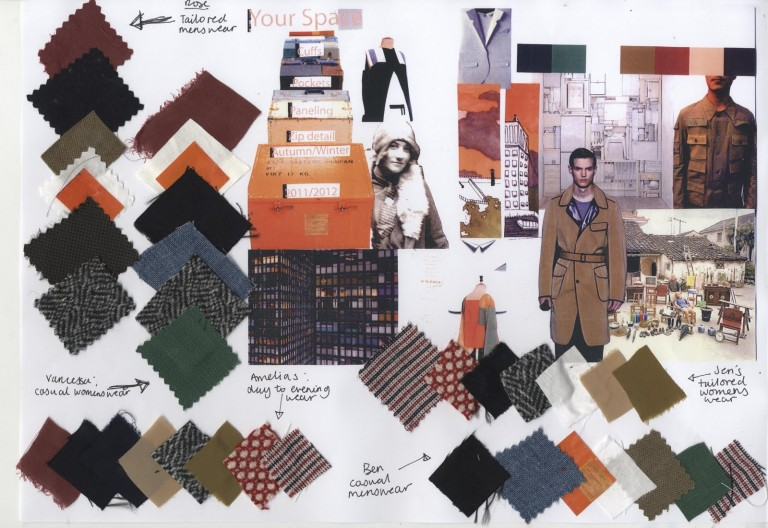 Rose
Tailored
menswear
Your Space
Cuffs
Pockets
Paneling
Zip detail
Autumn/Winter
2011/2012
Vanessa:
casual womenswear
Amelias:
day to evening
wear
Jen's
tailored
womens
wear
Ben
casual
menswear